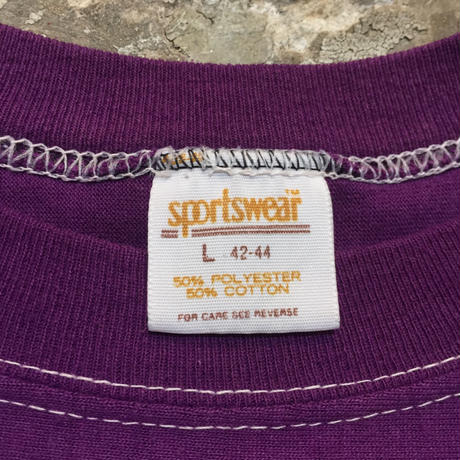 sportswear
L 42-44
50% POLYESTER
50% COTTON
FOR CARE SEE REVERSE